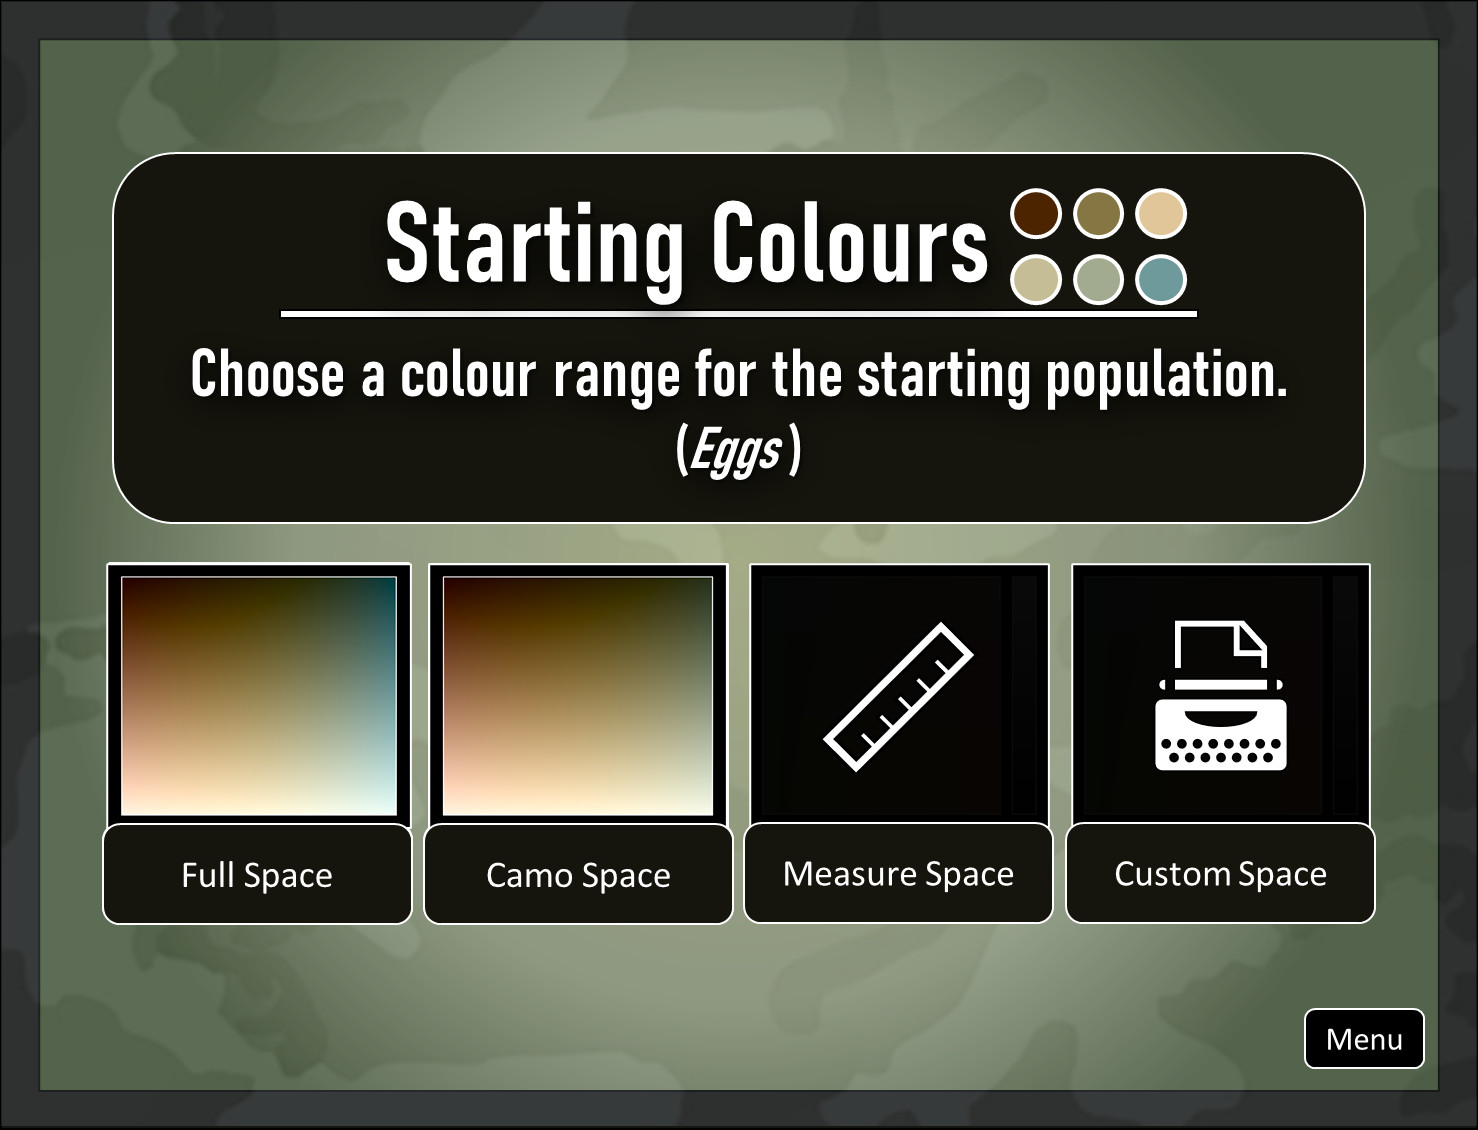 Starting Colours
Choose a colour range for the starting population.
(Eggs )
Full Space
Camo Space
Measure Space
Custom Space
Menu